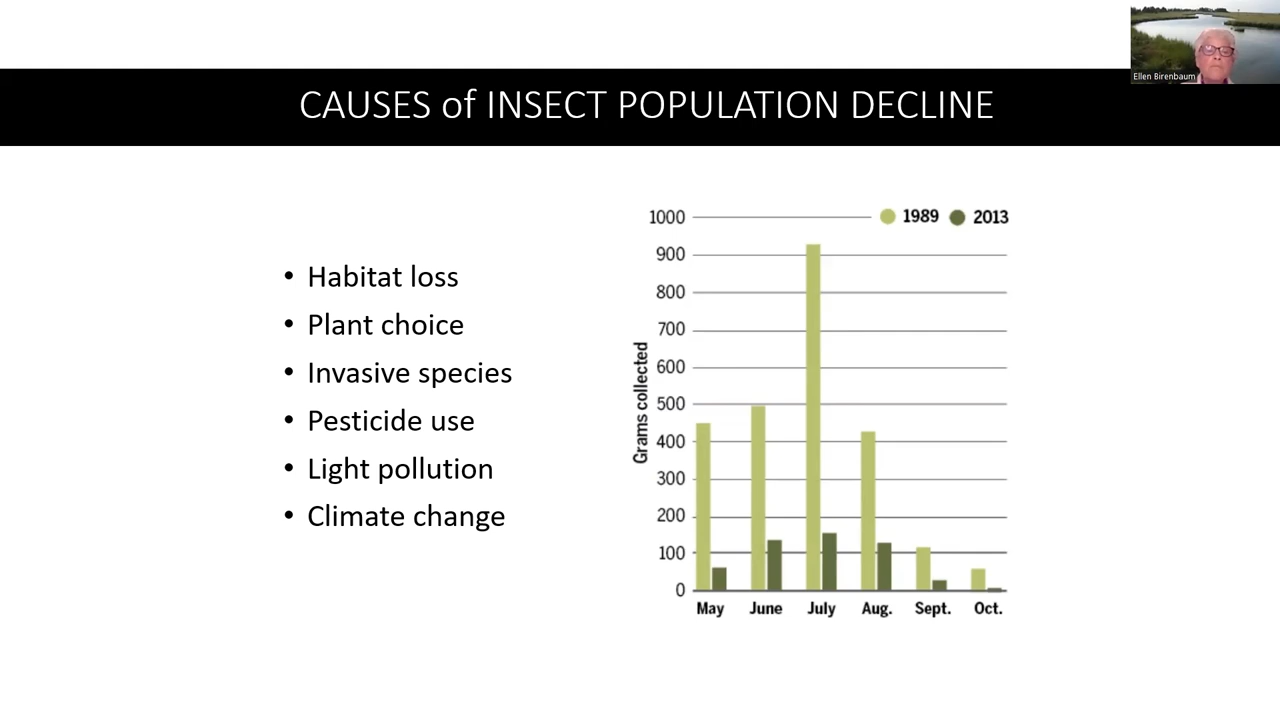 Ellen Birenbaum
CAUSES of INSECT POPULATION DECLINE
• Habitat loss
• Plant choice
• Invasive species
• Pesticide use
• Light pollution
• Climate change
1989 2013
Grams collected
1000
900
800
700
600
500
400
300
200
100
0
May June July Aug. Sept. Oct.